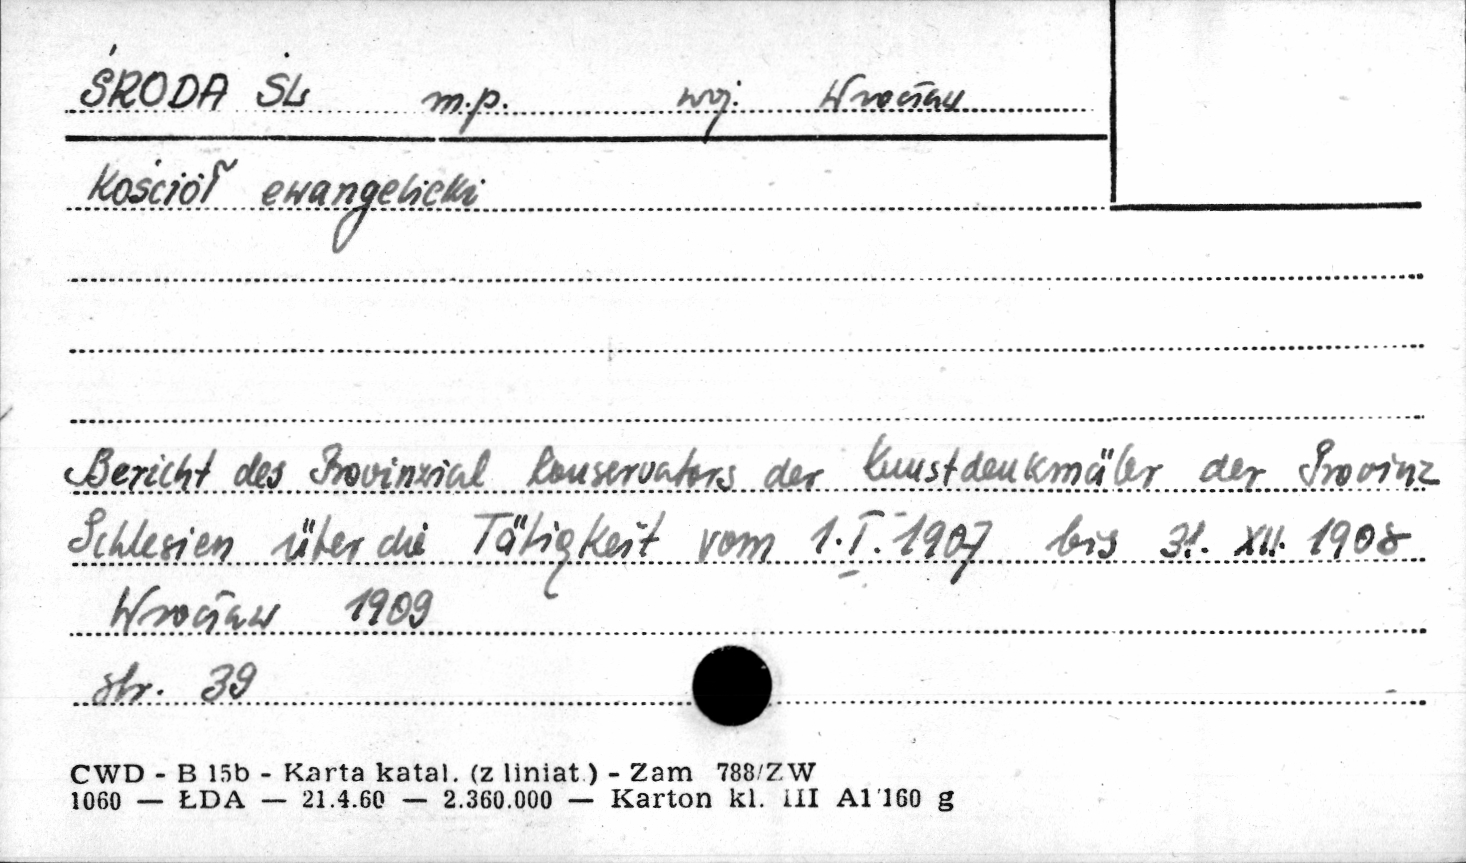 ŚRODA ŚL m.p. woj. Wrocław
Kościół ewangelicki
Bericht des Provinzial Konservators der Kunstdenkmäler der Provinz
Schlesien über die Tätigkeit vom 1.I.1907 bis 31. XII. 1908
Wrocław 1909
str. 39
CWD - B 15b - Karta katal. (z liniat.) - Zam 788/ZW
1060 — ŁDA — 21.4.60 — 2.360.000 — Karton kl. III A1 160 g